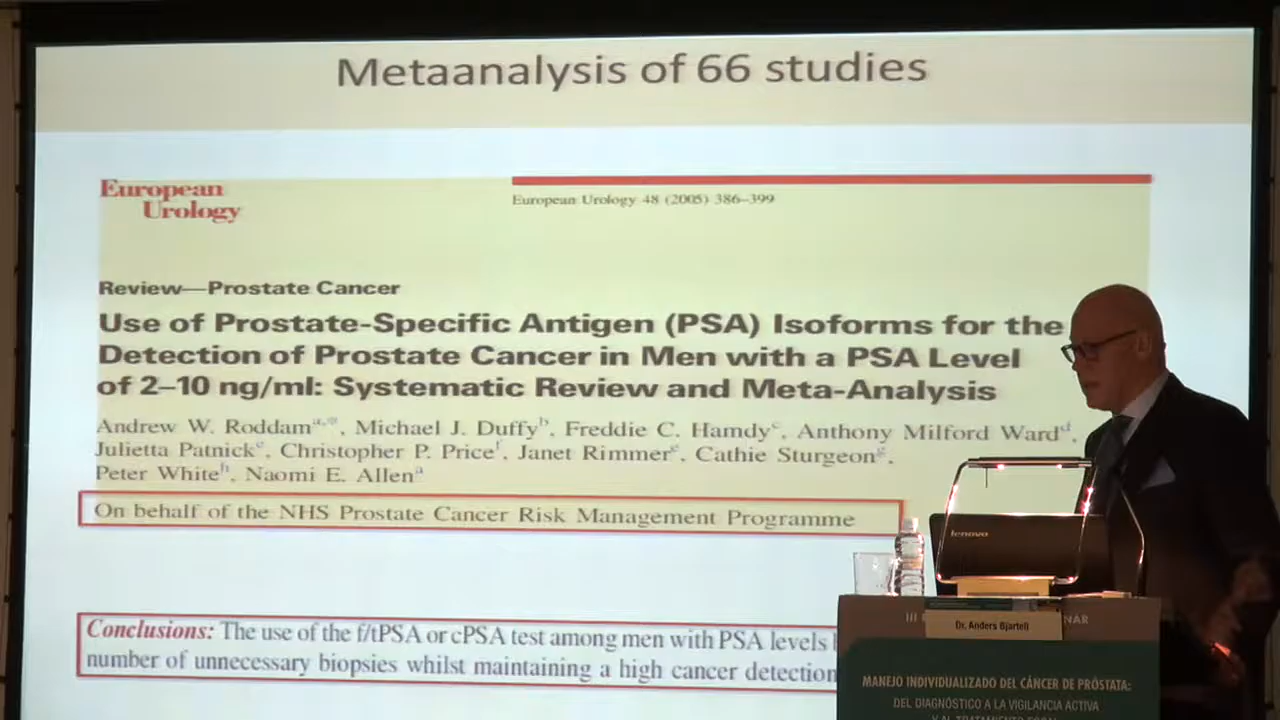 Metaanalysis of 66 studies
European
Urology
European Urology 48 (2005) 386–399
Review—Prostate Cancer
Use of Prostate-Specific Antigen (PSA) Isoforms for the
Detection of Prostate Cancer in Men with a PSA Level
of 2–10 ng/ml: Systematic Review and Meta-Analysis
Andrew W. Roddam a,*, Michael J. Duffy b, Freddie C. Hamdy c, Anthony Milford Ward d,
Julietta Patnick e, Christopher P. Price f, Janet Rimmer e, Cathie Sturgeon g,
Peter White h, Naomi E. Allen a
On behalf of the NHS Prostate Cancer Risk Management Programme
Conclusions: The use of the f/tPSA or cPSA test among men with PSA levels
number of unnecessary biopsies whilst maintaining a high cancer detection
lenovo
III
Dr. Anders Bjartell
MANEJO INDIVIDUALIZADO DEL CÁNCER DE PRÓSTATA:
DEL DIAGNÓSTICO A LA VIGILANCIA ACTIVA
Y AL TRATAMIENTO FOCAL